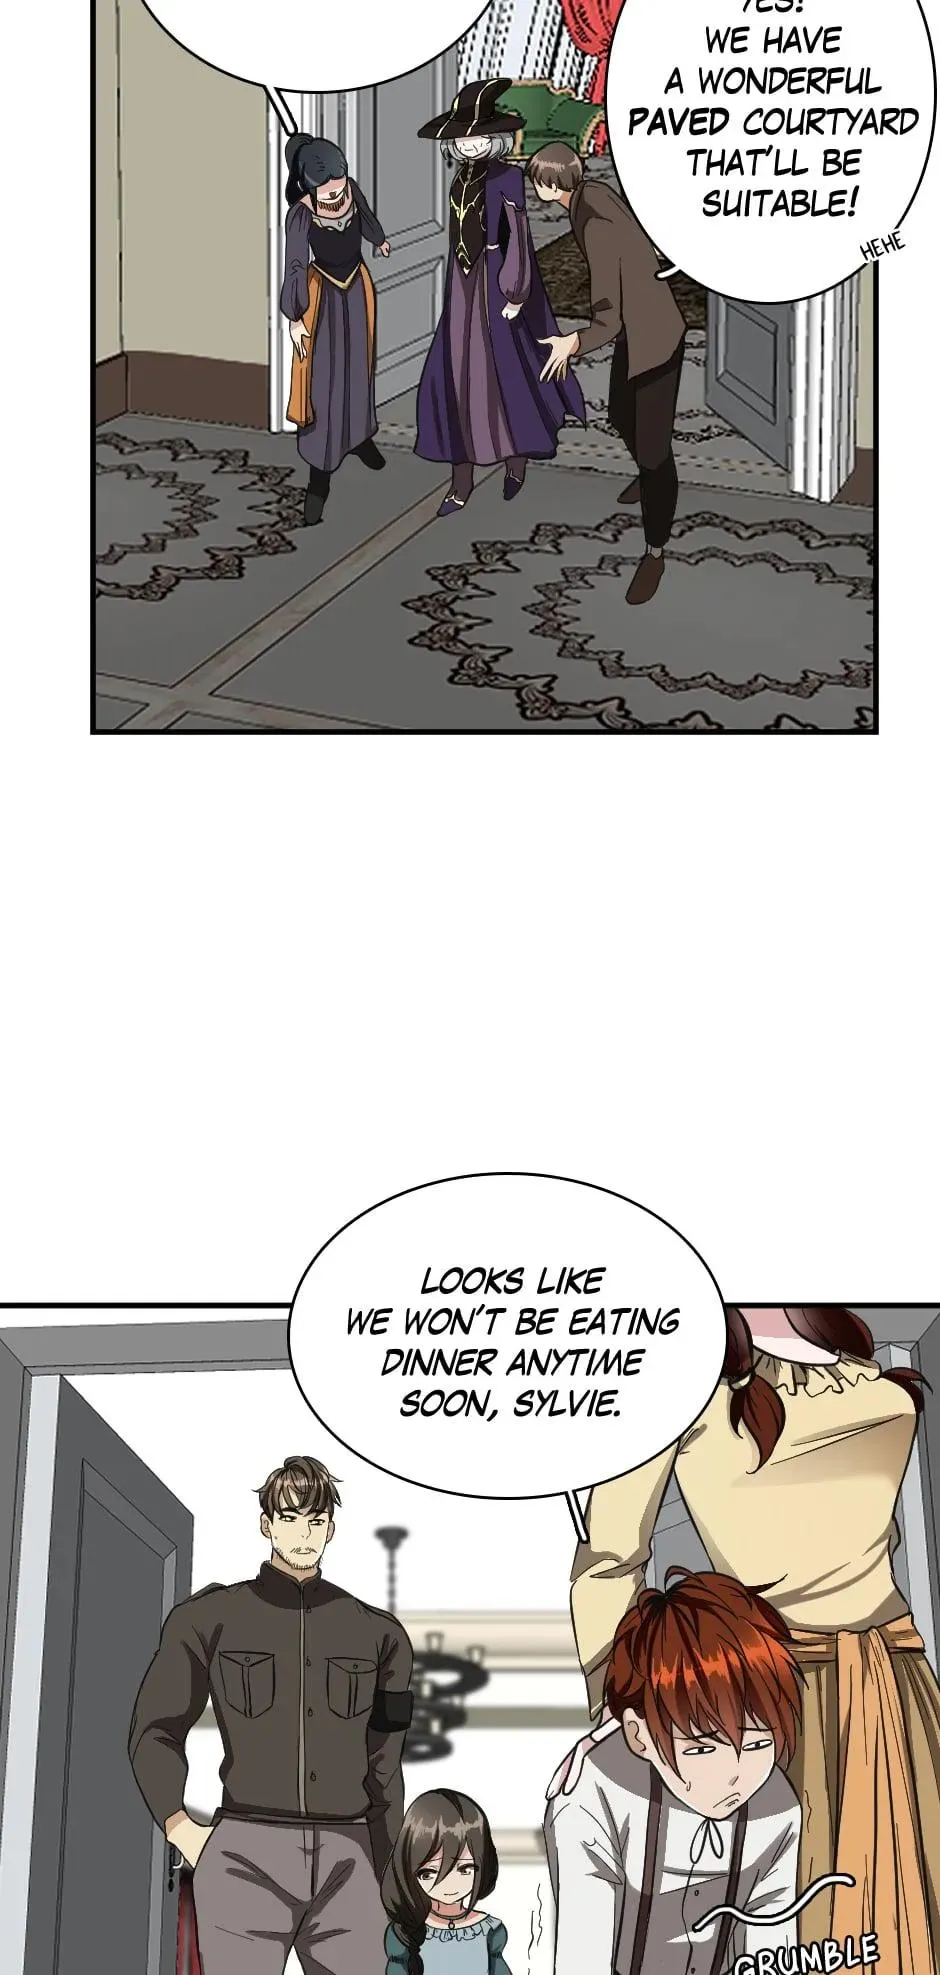 YES!
WE HAVE
A WONDERFUL
PAVED COURTYARD
THAT'LL BE
SUITABLE!
HEHE
LOOKS LIKE
WE WON'T BE EATING
DINNER ANYTIME
SOON, SYLVIE.
GRUMBLE